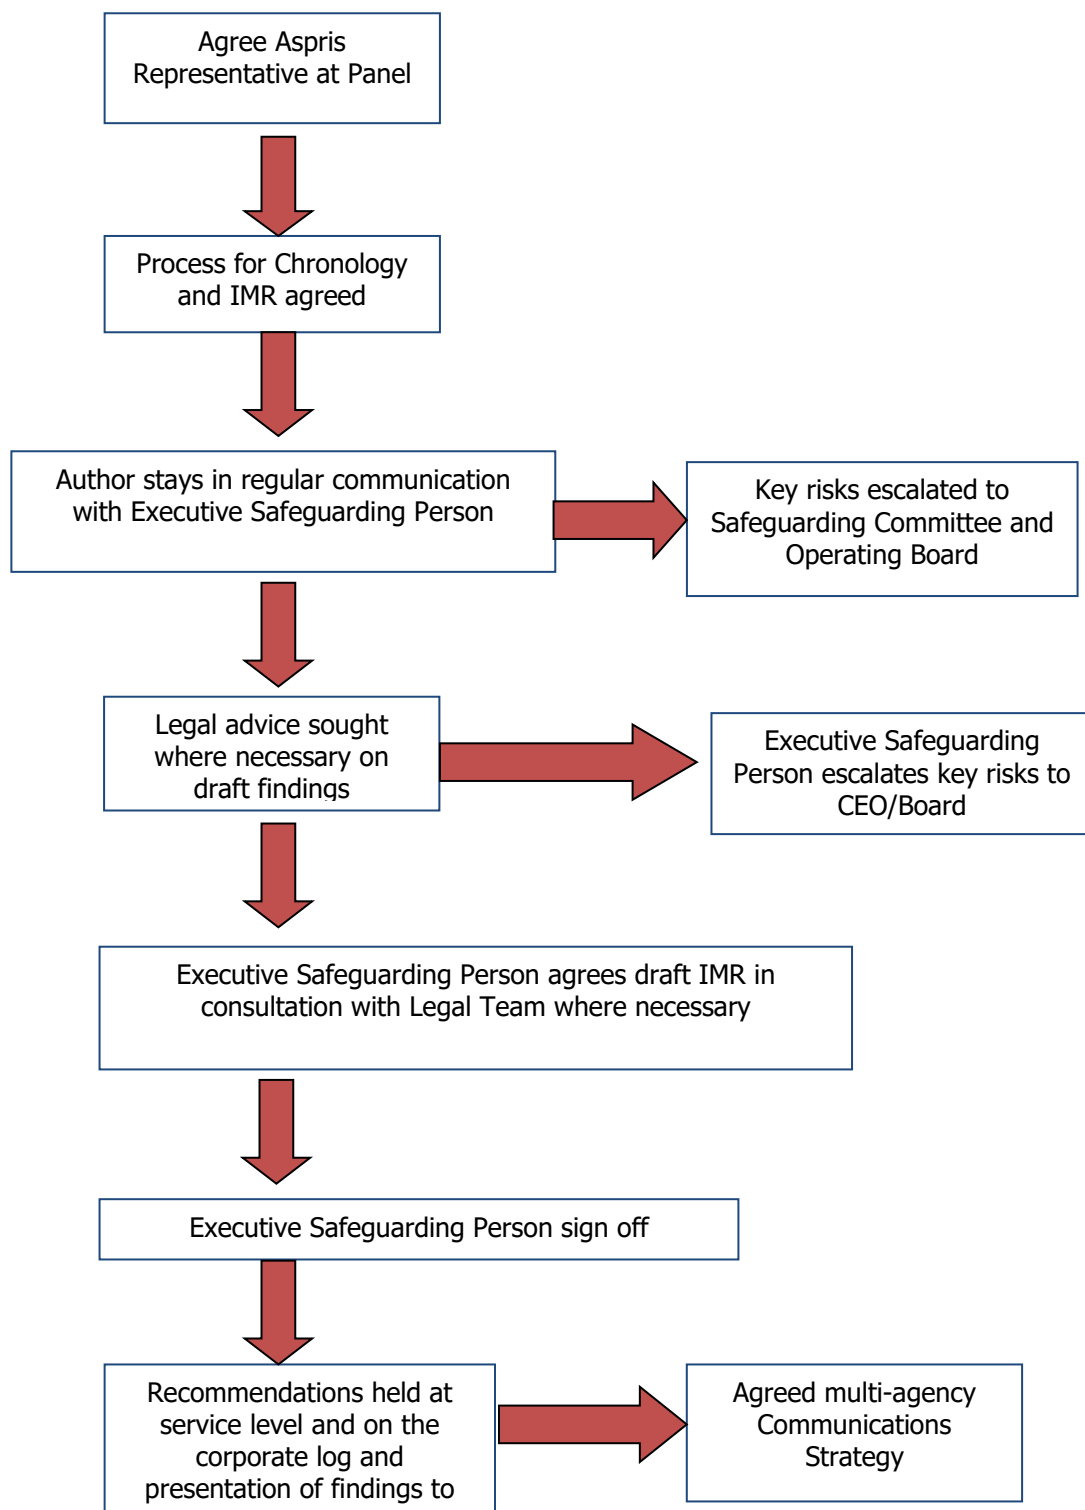 Agree Aspris
Representative at Panel
Process for Chronology
and IMR agreed
Author stays in regular communication
with Executive Safeguarding Person
Key risks escalated to
Safeguarding Committee and
Operating Board
Legal advice sought
where necessary on
draft findings
Executive Safeguarding
Person escalates key risks to
CEO/Board
Executive Safeguarding Person agrees draft IMR in
consultation with Legal Team where necessary
Executive Safeguarding Person sign off
Recommendations held at
service level and on the
corporate log and
presentation of findings to
Agreed multi-agency
Communications
Strategy